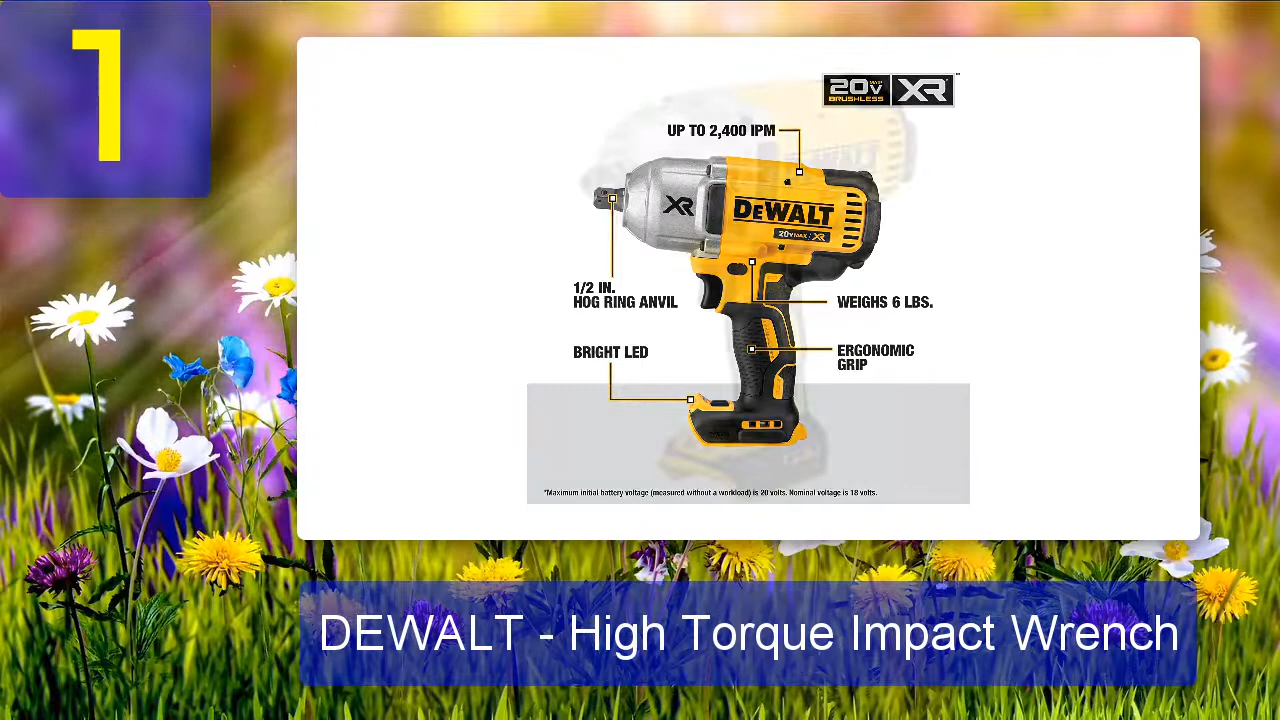 1
20V MAX XR
BRUSHLESS
UP TO 2,400 IPM
XR
DEWALT
20V MAX XR
1/2 IN.
HOG RING ANVIL
WEIGHS 6 LBS.
BRIGHT LED
ERGONOMIC
GRIP
*Maximum initial battery voltage (measured without a workload) is 20 volts. Nominal voltage is 18 volts.
DEWALT - High Torque Impact Wrench